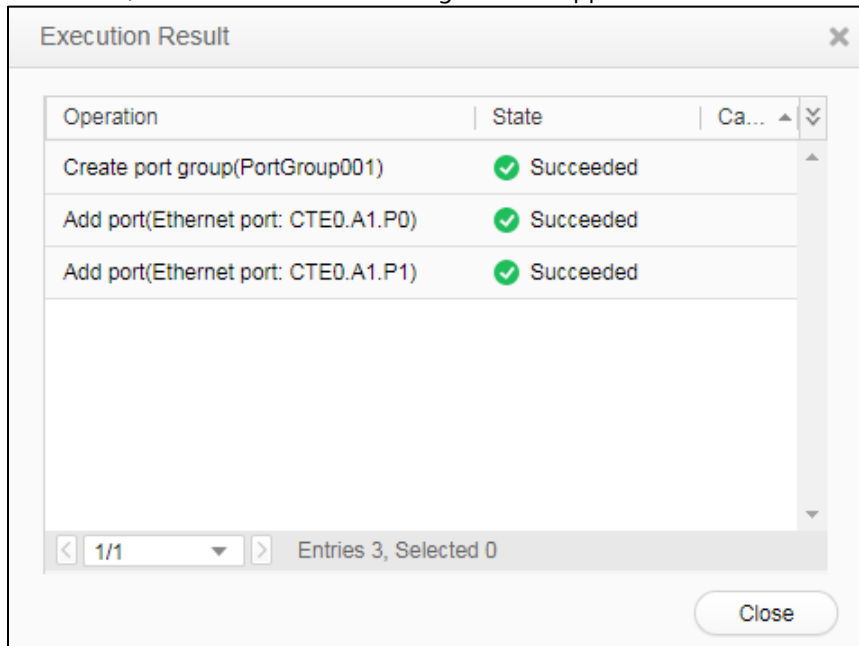 Execution Result
Operation State Ca...
Create port group(PortGroup001) Succeeded
Add port(Ethernet port: CTE0.A1.P0) Succeeded
Add port(Ethernet port: CTE0.A1.P1) Succeeded
1/1 Entries 3, Selected 0
Close